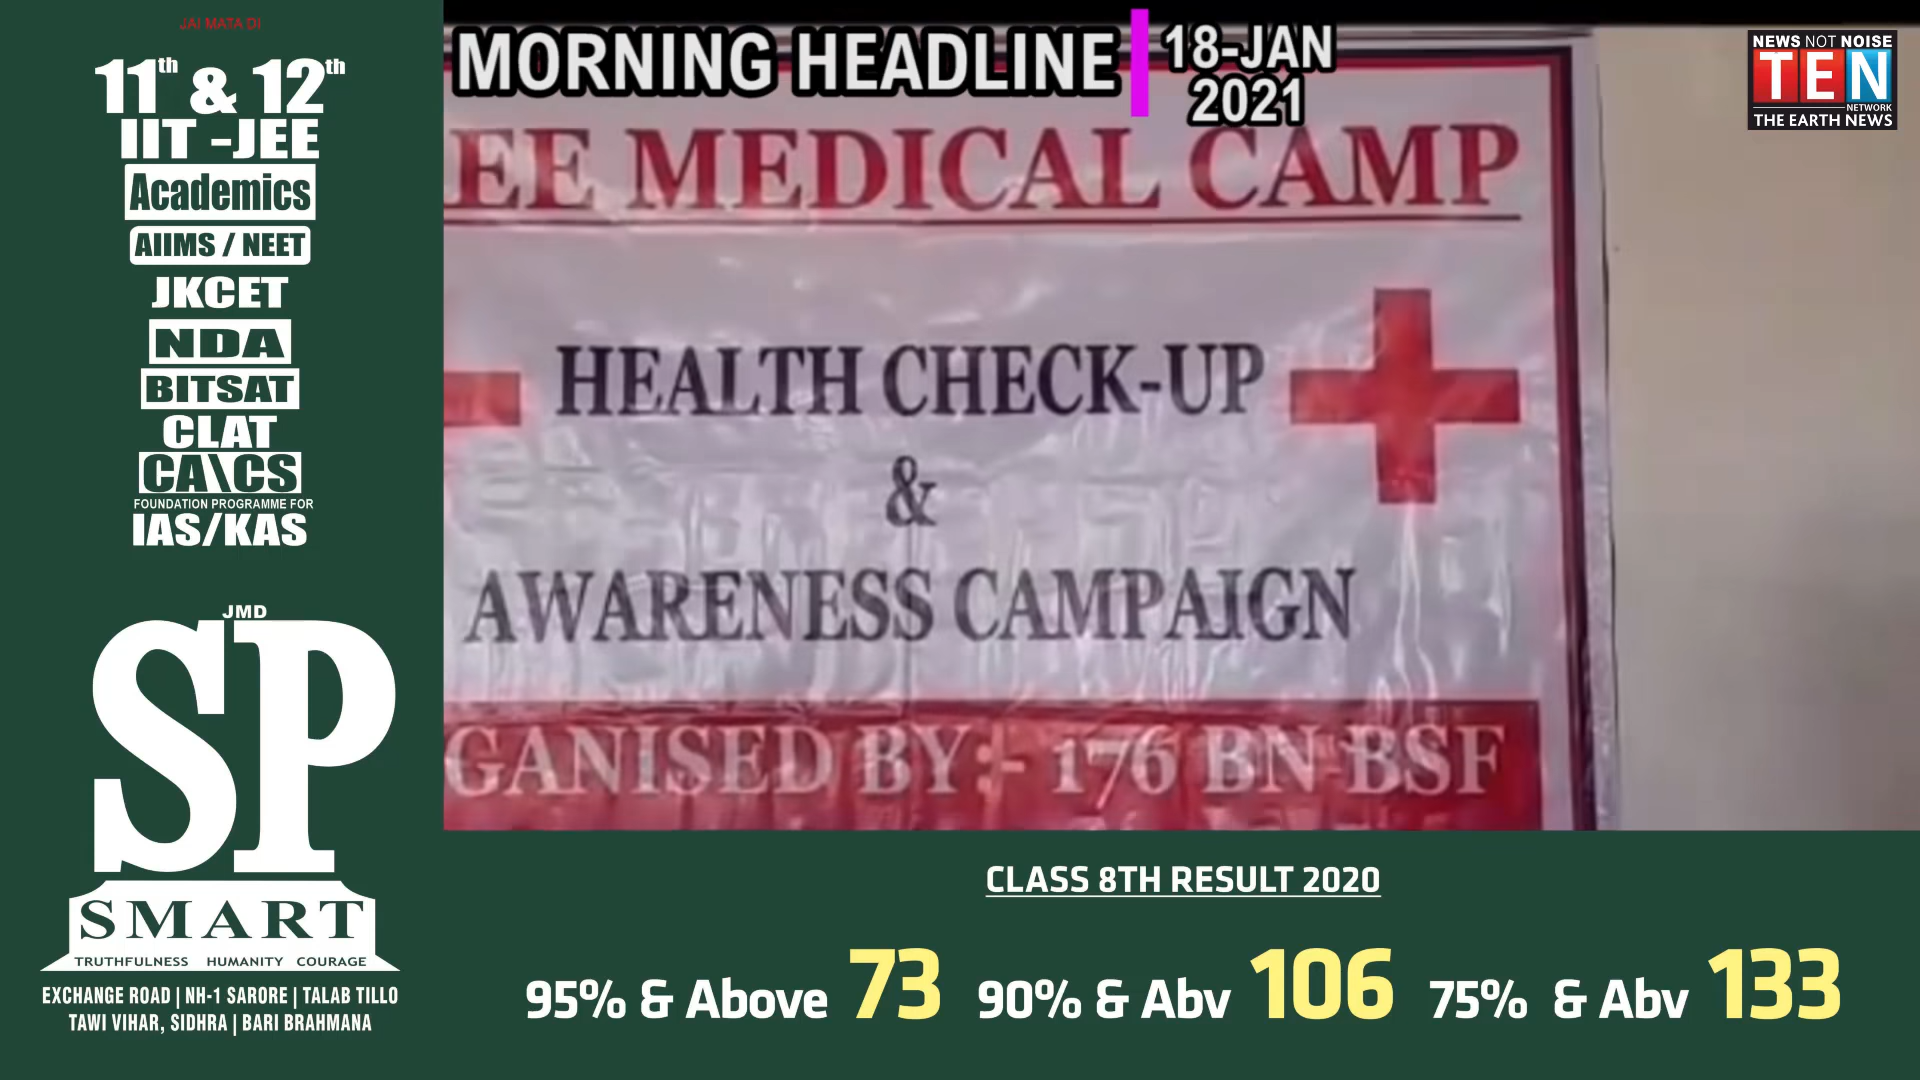 JAI MATA DI
11th & 12th
IIT -JEE
Academics
AIIMS / NEET
JKCET
NDA
BITSAT
CLAT
CA\CS
FOUNDATION PROGRAMME FOR
IAS/KAS
JMD
SP
SMART
TRUTHFULNESS HUMANITY COURAGE
EXCHANGE ROAD | NH-1 SARORE | TALAB TILLO
TAWI VIHAR, SIDHRA | BARI BRAHMANA
MORNING HEADLINE
18-JAN
2021
NEWS NOT NOISE
TEN
NETWORK
THE EARTH NEWS
EE MEDICAL CAMP
HEALTH CHECK-UP
&
AWARENESS CAMPAIGN
GANISED BY:- 176 BN BSF
CLASS 8TH RESULT 2020
95% & Above 73 90% & Abv 106 75% & Abv 133